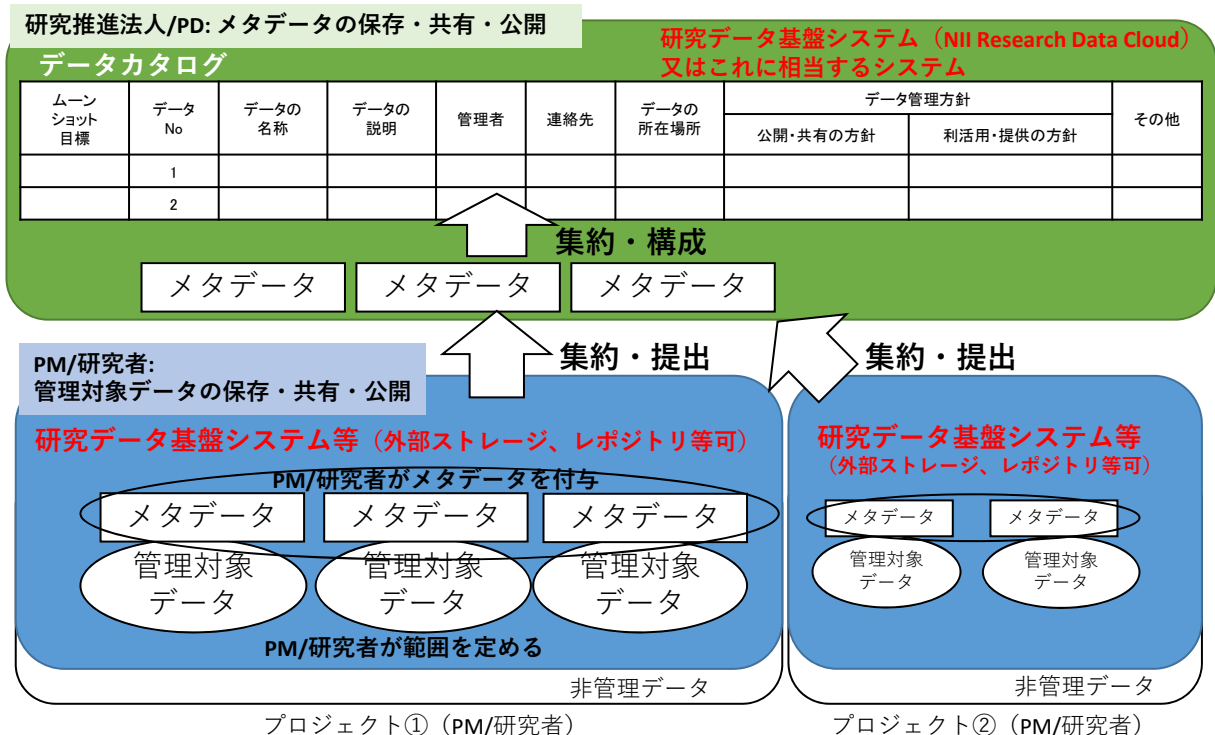 研究推進法人/PD: メタデータの保存・共有・公開
研究データ基盤システム（NII Research Data Cloud）
又はこれに相当するシステム
データカタログ
ムーン
ショット
目標
データ
No
データの
名称
データの
説明
管理者
連絡先
データの
所在場所
データ管理方針
公開・共有の方針
利活用・提供の方針
その他
1
2
集約・構成
メタデータ
メタデータ
メタデータ
集約・提出
集約・提出
PM/研究者:
管理対象データの保存・共有・公開
研究データ基盤システム等（外部ストレージ、レポジトリ等可）
PM/研究者がメタデータを付与
メタデータ
メタデータ
メタデータ
管理対象
データ
管理対象
データ
管理対象
データ
PM/研究者が範囲を定める
非管理データ
プロジェクト①（PM/研究者）
研究データ基盤システム等
（外部ストレージ、レポジトリ等可）
メタデータ
メタデータ
管理対象
データ
管理対象
データ
非管理データ
プロジェクト②（PM/研究者）